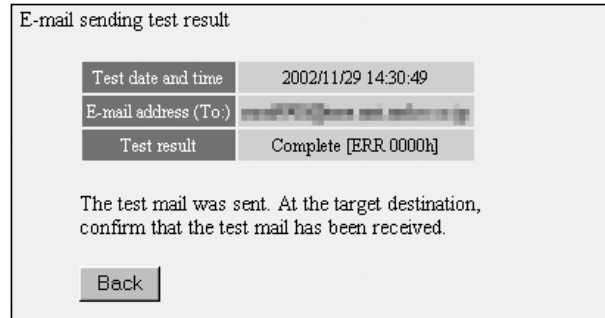 E-mail sending test result
Test date and time 2002/11/29 14:30:49
E-mail address (To:)
Test result Complete [ERR 0000h]
The test mail was sent. At the target destination,
confirm that the test mail has been received.
Back